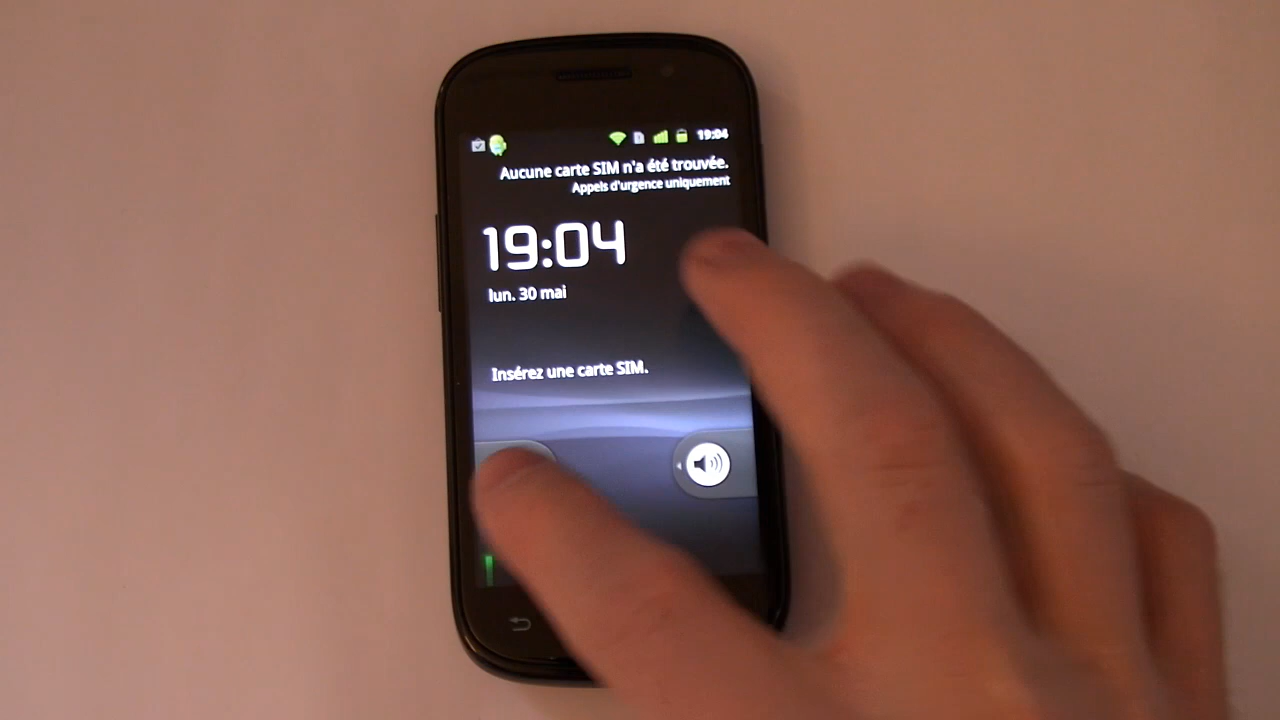 19:04
Aucune carte SIM n'a été trouvée.
Appels d'urgence uniquement
19:04
lun. 30 mai
Insérez une carte SIM.